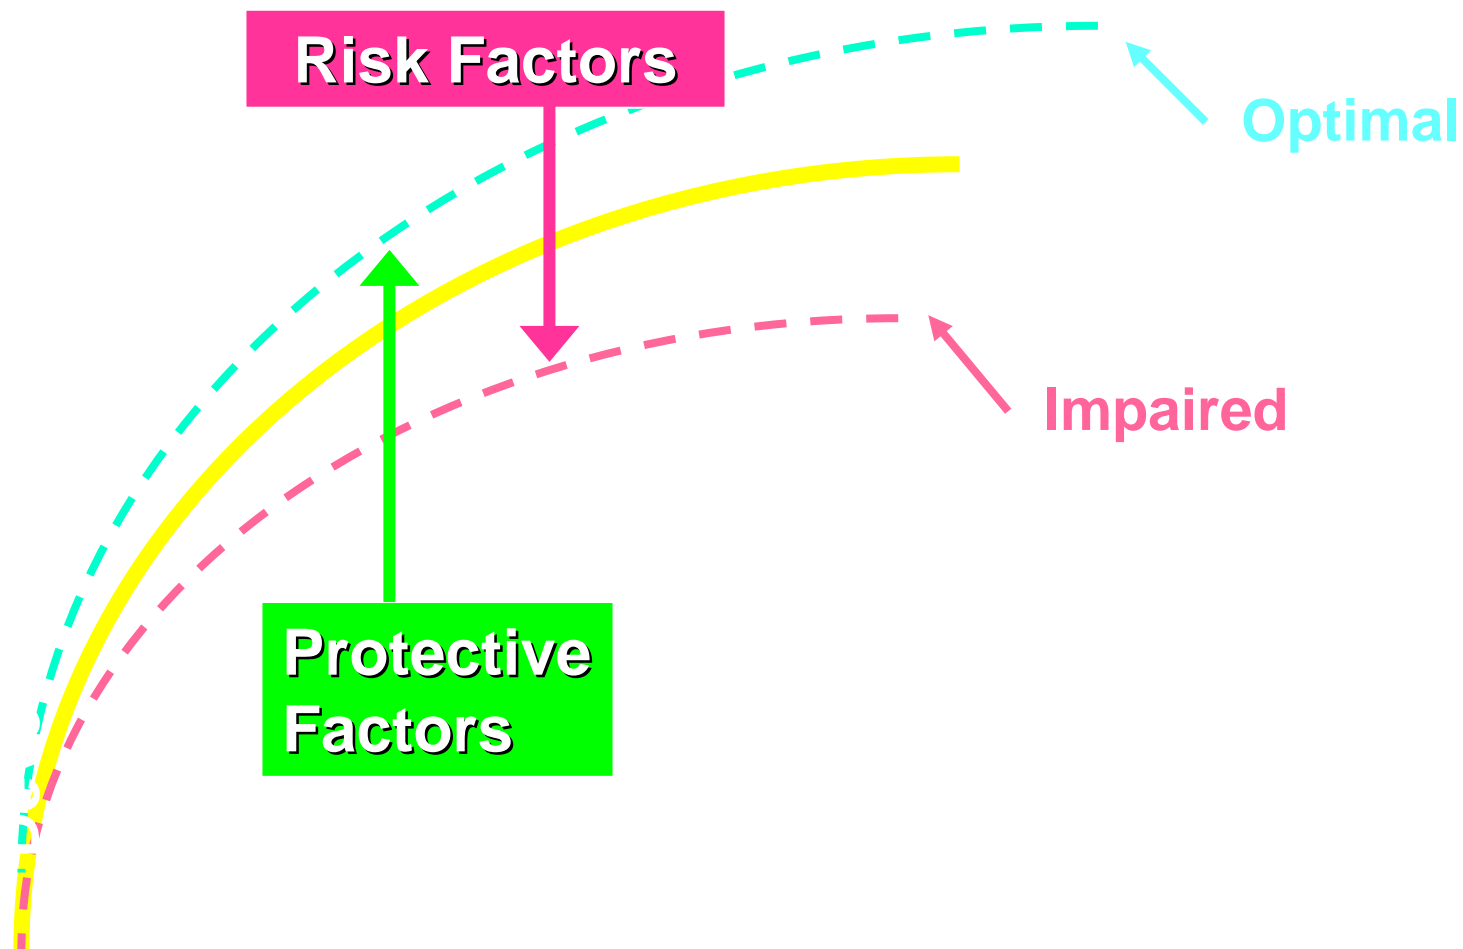 Risk Factors
Optimal
Impaired
Protective
Factors